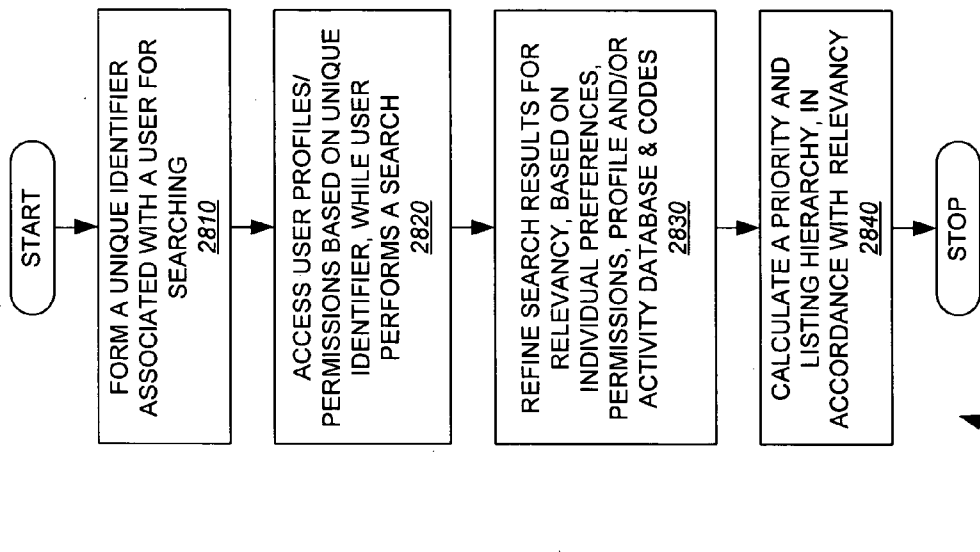 START
FORM A UNIQUE IDENTIFIER
ASSOCIATED WITH A USER FOR
SEARCHING
2810
ACCESS USER PROFILES/
PERMISSIONS BASED ON UNIQUE
IDENTIFIER, WHILE USER
PERFORMS A SEARCH
2820
REFINE SEARCH RESULTS FOR
RELEVANCY, BASED ON
INDIVIDUAL PREFERENCES,
PERMISSIONS, PROFILE AND/OR
ACTIVITY DATABASE & CODES
2830
CALCULATE A PRIORITY AND
LISTING HIERARCHY, IN
ACCORDANCE WITH RELEVANCY
2840
STOP